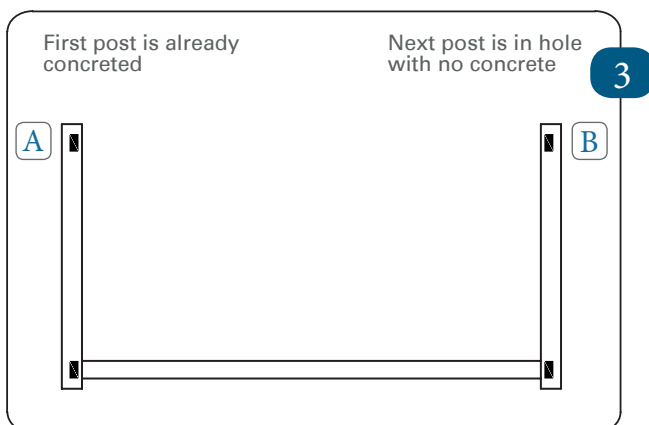 First post is already
concreted
Next post is in hole
with no concrete
3
A
B